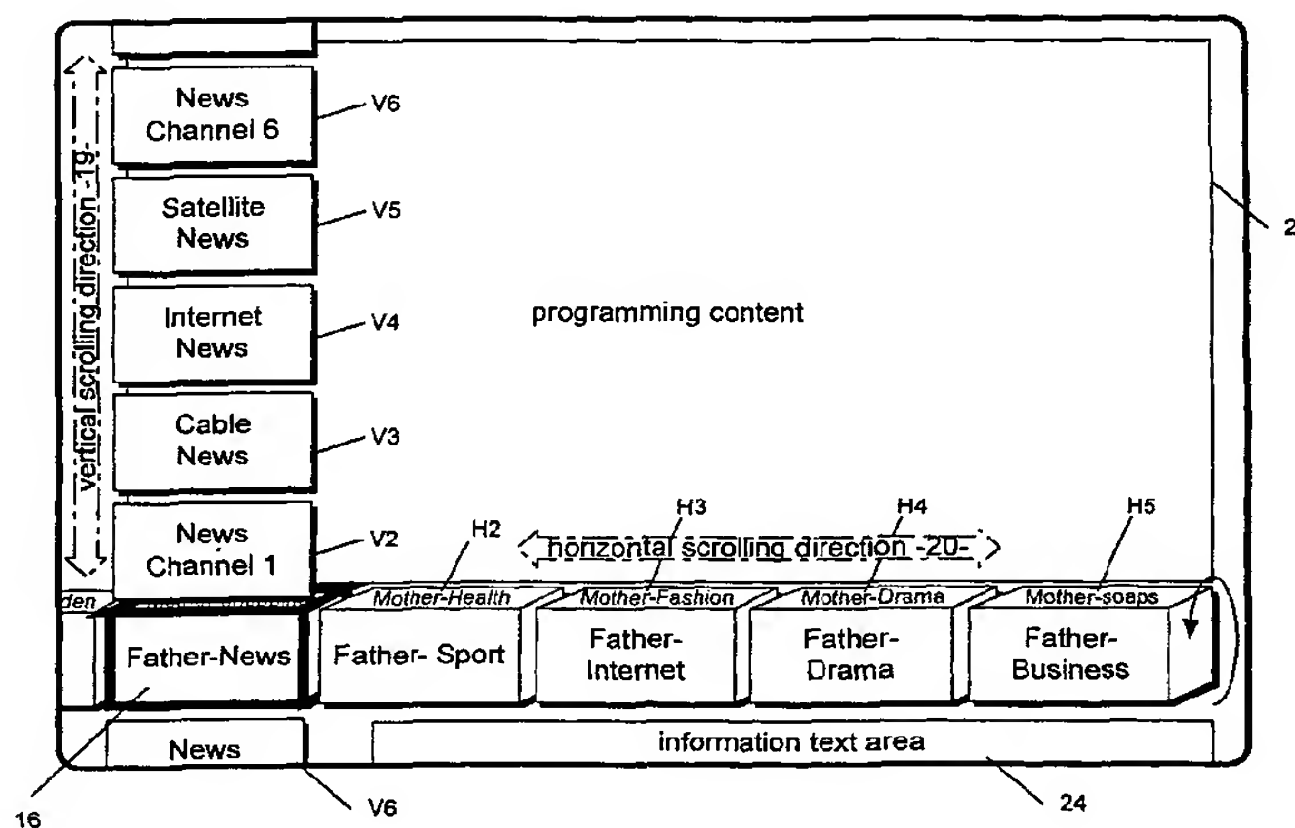 News
Channel 6
V6
vertical scrolling direction -19-
Satellite
News
V5
2
Internet
News
V4
programming content
Cable
News
V3
News
Channel 1
V2
H2
H3
H4
H5
horizontal scrolling direction -20-
den
Mother-Health
Mother-Fashion
Mother-Drama
Mother-soaps
Father-News
Father- Sport
Father-
Internet
Father-
Drama
Father-
Business
News
information text area
16
V6
24